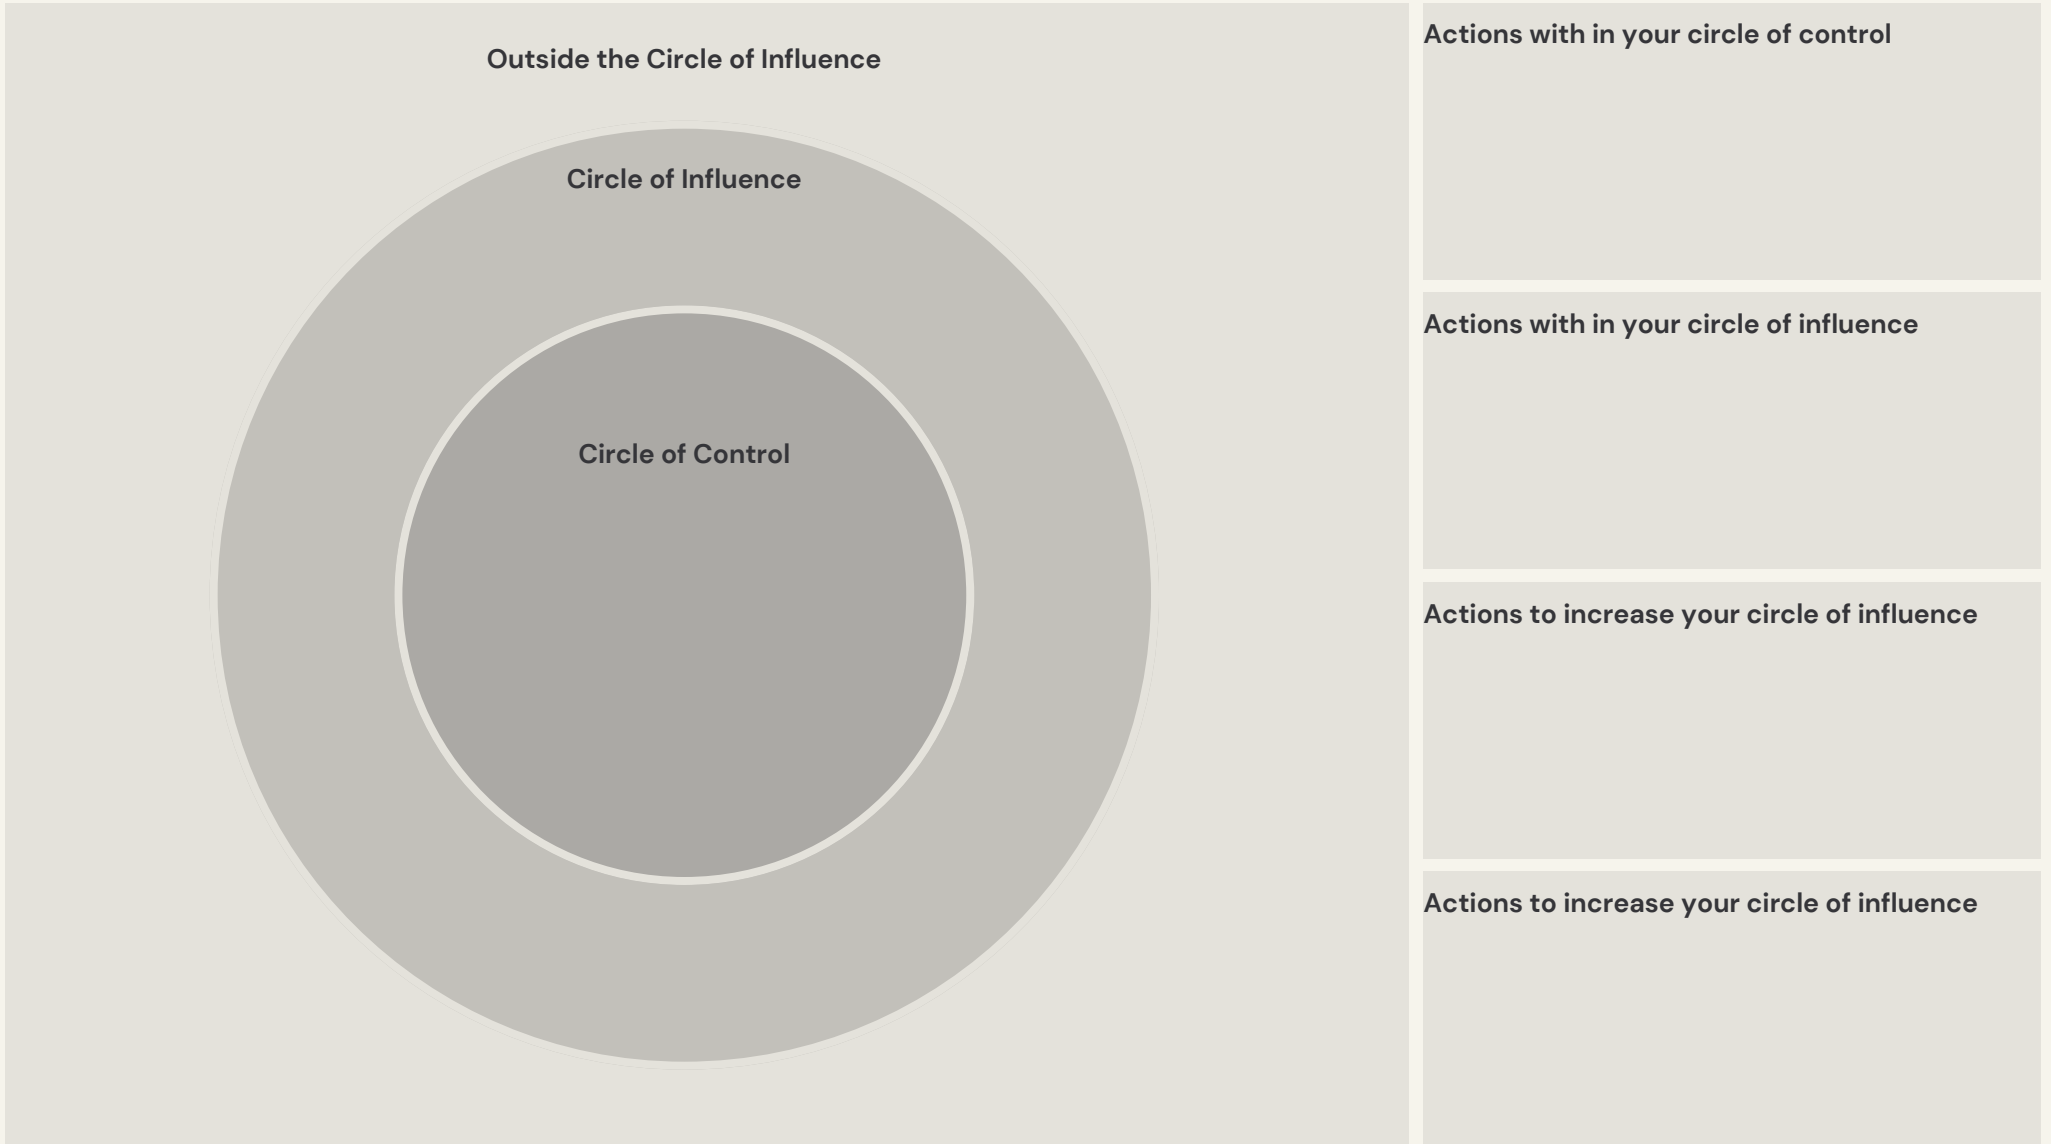 Outside the Circle of Influence
Circle of Influence
Circle of Control
Actions with in your circle of control
Actions with in your circle of influence
Actions to increase your circle of influence
Actions to increase your circle of influence